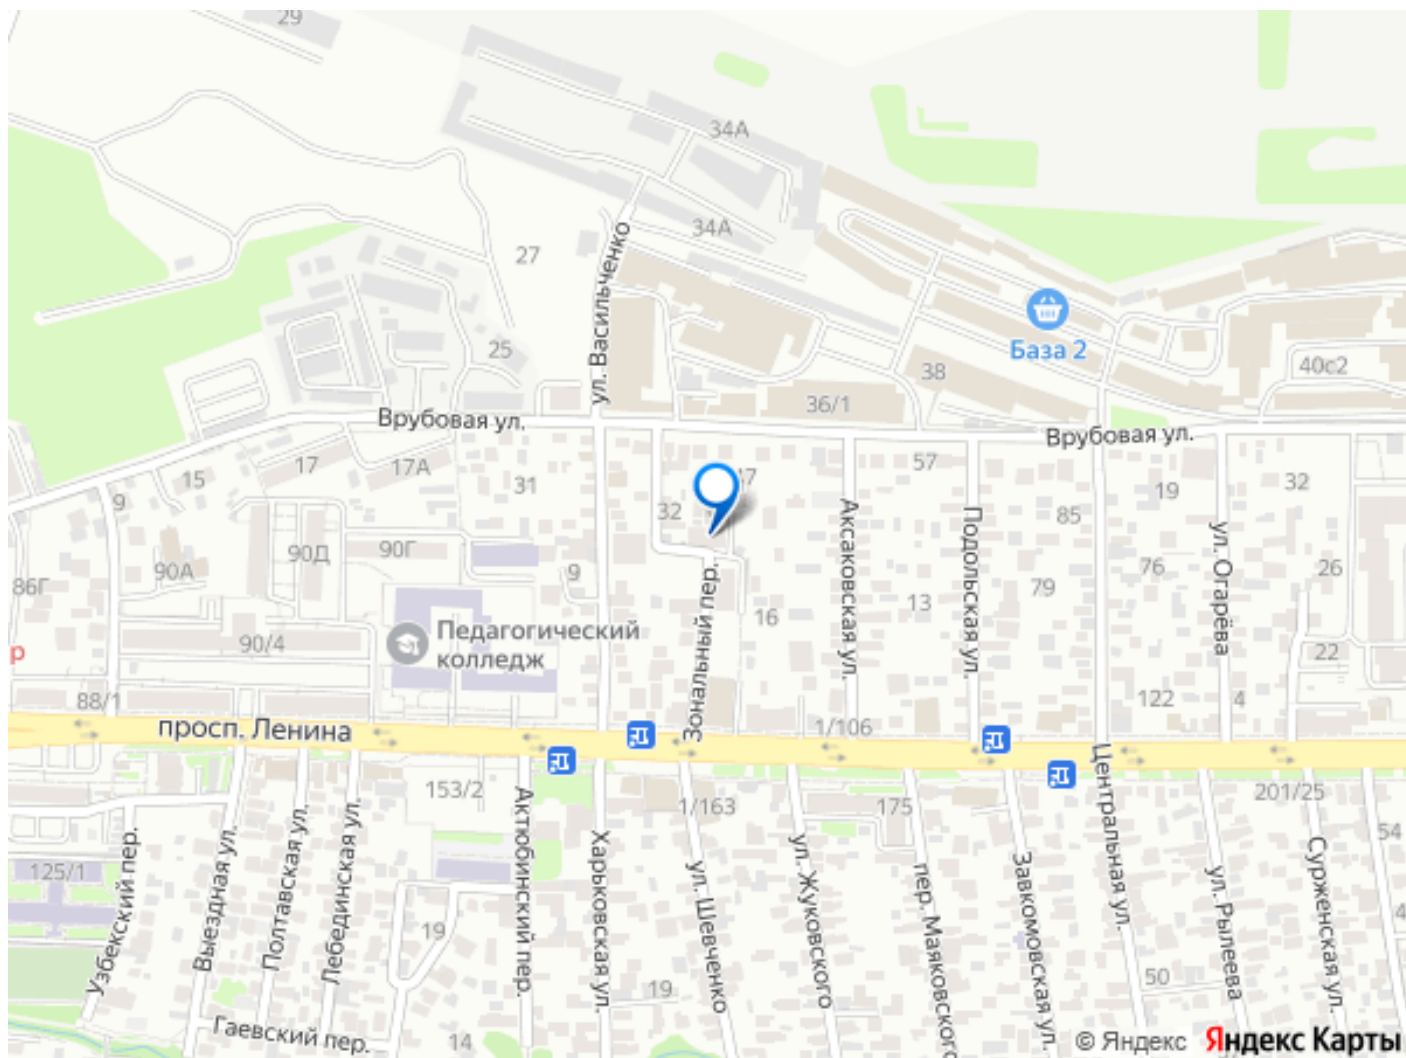 29
34А
34А
27
ул. Васильченко
База 2
25
38
40с2
36/1
Врубовая ул.
Врубовая ул.
17
17А
15
9
31
47
57
19
32
32
85
Аксаковская ул.
Подольская ул.
ул. Огарёва
90Д
90Г
90А
86Г
9
76
26
79
13
16
Зональный пер.
Педагогический
колледж
90/4
22
р
88/1
122
4
1/106
просп. Ленина
153/2
1/163
175
201/25
54
Центральная ул.
125/1
Узбекский пер.
Выездная ул.
Полтавская ул.
Лебединская ул.
Актюбинский пер.
Харьковская ул.
ул. Шевченко
ул. Жуковского
пер. Маяковского
Завкомовская ул.
ул. Рылеева
Сурженская ул.
19
19
50
4
14
Гаевский пер.
© Яндекс Яндекс Карты